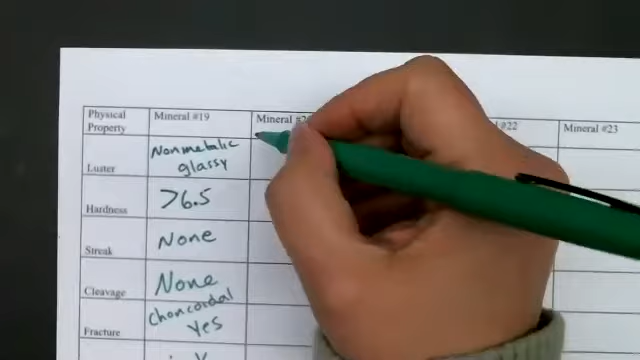 Physical
Property
Mineral #19
Mineral #2
#22
Mineral #23
Luster
Nonmetalic
glassy
Hardness
>6.5
Streak
None
Cleavage
None
Fracture
Choncoidal
Yes